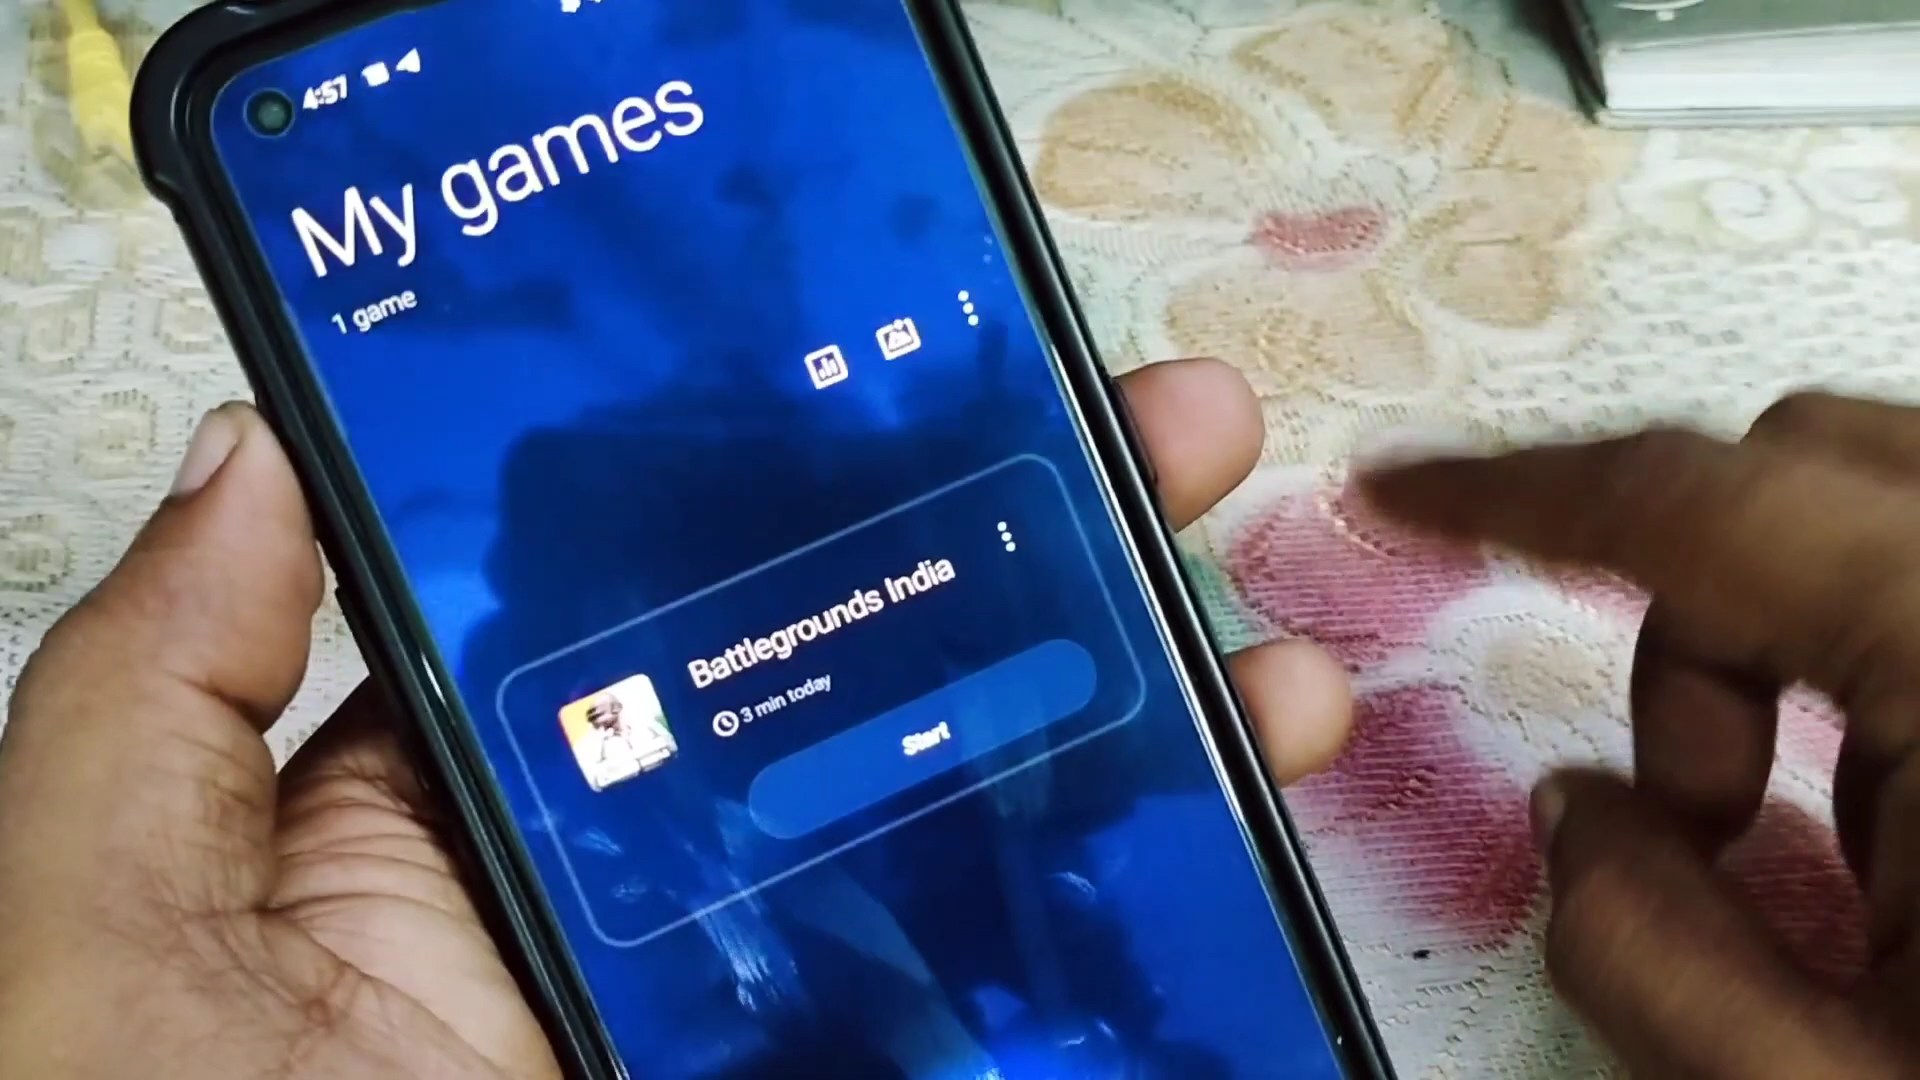 4:57
My games
1 game
Battlegrounds India
3 min today
Start